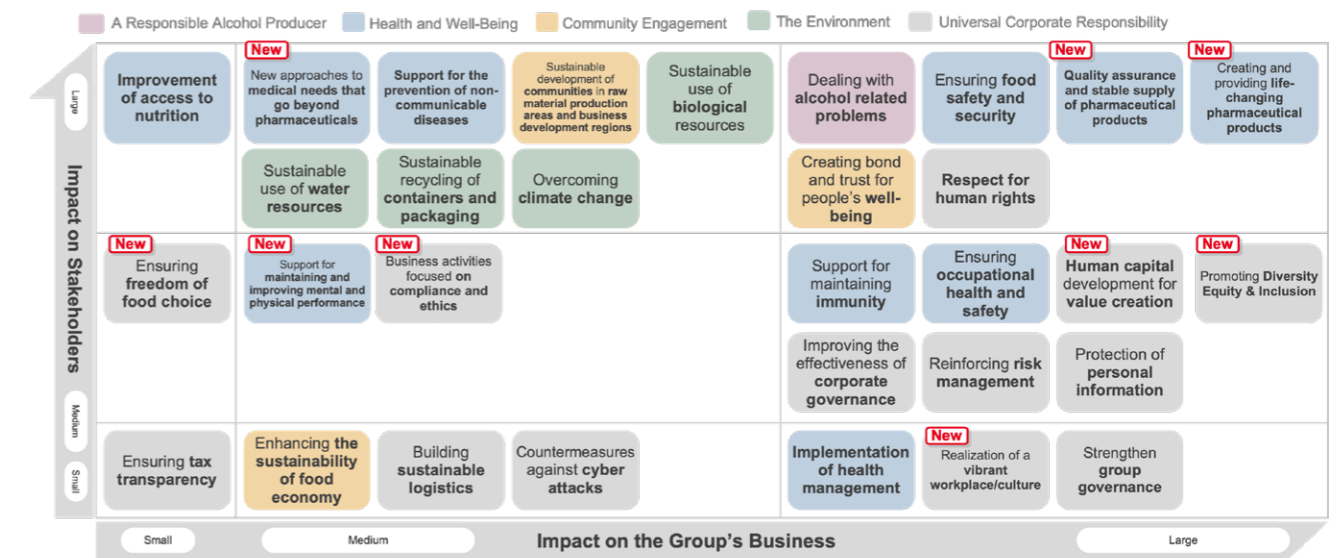 A Responsible Alcohol Producer
Health and Well-Being
Community Engagement
The Environment
Universal Corporate Responsibility
Impact on Stakeholders
Large
Medium
Small
Improvement
of access to
nutrition
New
New approaches to
medical needs that
go beyond
pharmaceuticals
Support for the
prevention of non-
communicable
diseases
Sustainable
development of
communities in raw
material production
areas and business
development regions
Sustainable
use of
biological
resources
Dealing with
alcohol related
problems
Ensuring food
safety and
security
New
Quality assurance
and stable supply
of pharmaceutical
products
New
Creating and
providing life-
changing
pharmaceutical
products
Sustainable
use of water
resources
Sustainable
recycling of
containers and
packaging
Overcoming
climate change
Creating bond
and trust for
people's well-
being
Respect for
human rights
New
Ensuring
freedom of
food choice
New
Support for
maintaining and
improving mental and
physical performance
New
Business activities
focused on
compliance and
ethics
Support for
maintaining
immunity
Ensuring
occupational
health and
safety
New
Human capital
development for
value creation
New
Promoting Diversity
Equity & Inclusion
Improving the
effectiveness of
corporate
governance
Reinforcing risk
management
Protection of
personal
information
Ensuring tax
transparency
Enhancing the
sustainability
of food
economy
Building
sustainable
logistics
Countermeasures
against cyber
attacks
Implementation
of health
management
New
Realization of a
vibrant
workplace/culture
Strengthen
group
governance
Small
Medium
Impact on the Group's Business
Large